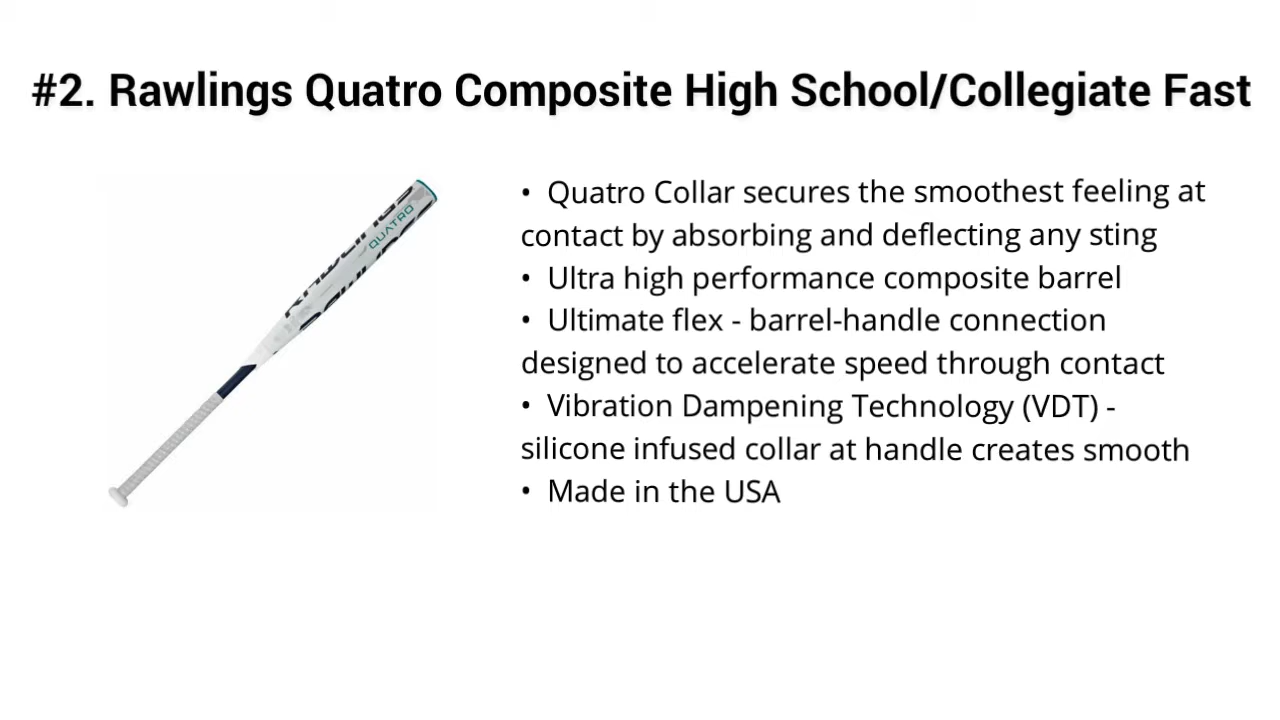 #2. Rawlings Quatro Composite High School/Collegiate Fast
QUATRO
• Quatro Collar secures the smoothest feeling at
contact by absorbing and deflecting any sting
• Ultra high performance composite barrel
• Ultimate flex - barrel-handle connection
designed to accelerate speed through contact
• Vibration Dampening Technology (VDT) -
silicone infused collar at handle creates smooth
• Made in the USA